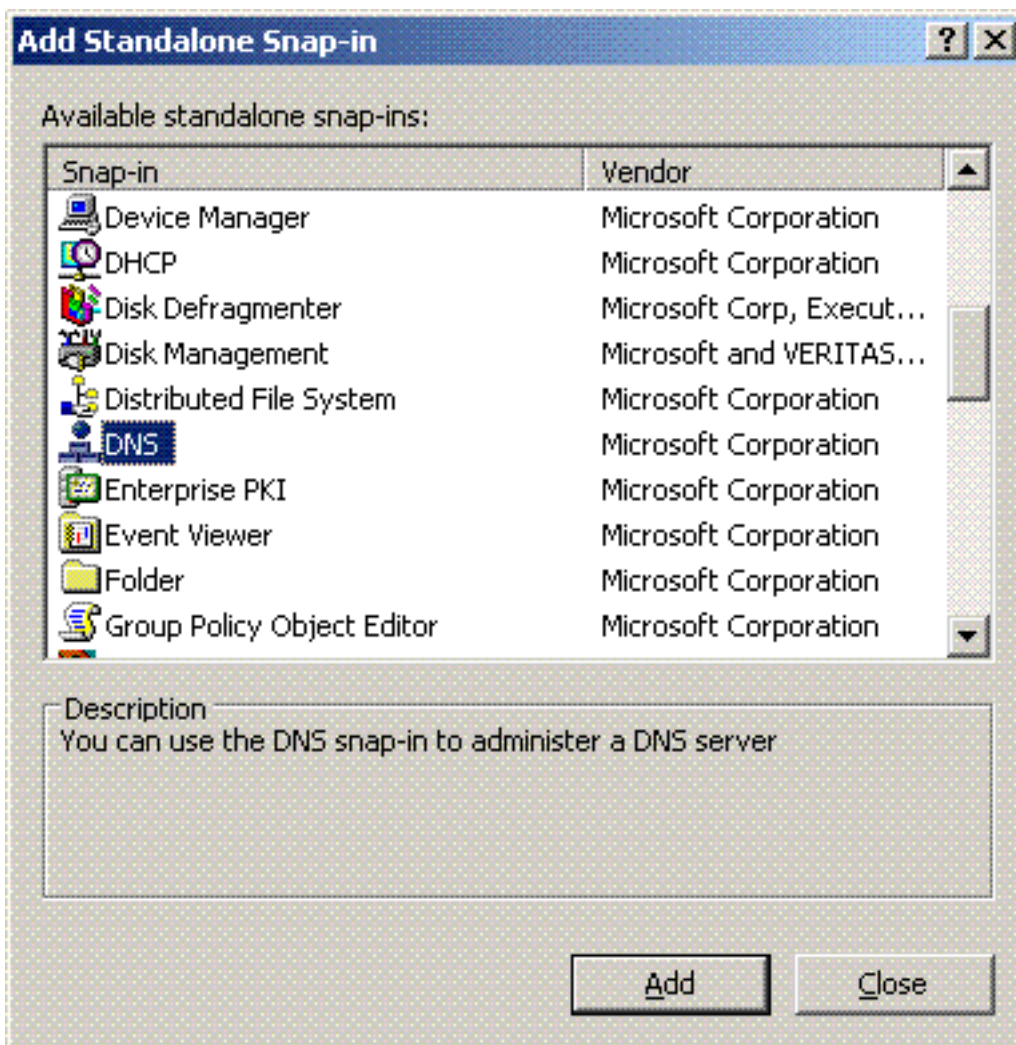 Add Standalone Snap-in
Available standalone snap-ins:
Snap-in Vendor
Device Manager Microsoft Corporation
DHCP Microsoft Corporation
Disk Defragmenter Microsoft Corp, Execut...
Disk Management Microsoft and VERITAS...
Distributed File System Microsoft Corporation
DNS Microsoft Corporation
Enterprise PKI Microsoft Corporation
Event Viewer Microsoft Corporation
Folder Microsoft Corporation
Group Policy Object Editor Microsoft Corporation
Description
You can use the DNS snap-in to administer a DNS server
Add Close